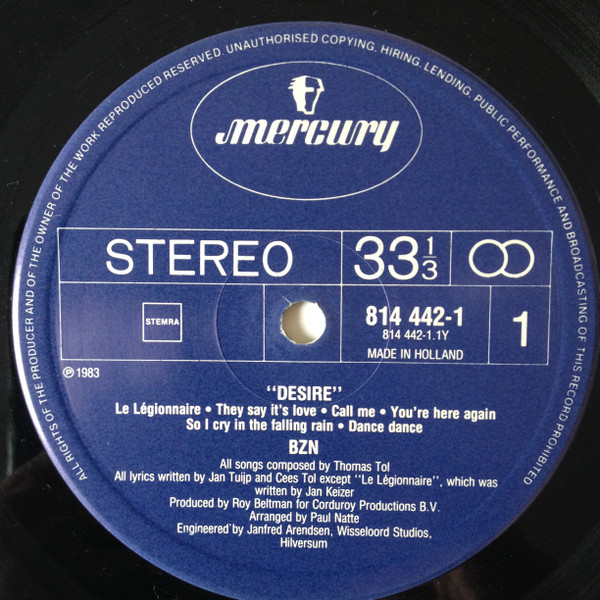 ALL RIGHTS OF THE PRODUCER AND OF THE OWNER OF THE WORK REPRODUCED RESERVED. UNAUTHORISED COPYING, HIRING, LENDING, PUBLIC PERFORMANCE AND BROADCASTING OF THIS RECORD PROHIBITED
mercury
STEREO 33 1/3
STEMRA 814 442-1 1
814 442-1.1Y
MADE IN HOLLAND
℗ 1983
"DESIRE"
Le Légionnaire • They say it's love • Call me • You're here again
So I cry in the falling rain • Dance dance
BZN
All songs composed by Thomas Tol
All lyrics written by Jan Tuijp and Cees Tol except "Le Légionnaire", which was
written by Jan Keizer
Produced by Roy Beltman for Corduroy Productions B.V.
Arranged by Paul Natte
Engineered by Janfred Arendsen, Wisseloord Studios,
Hilversum